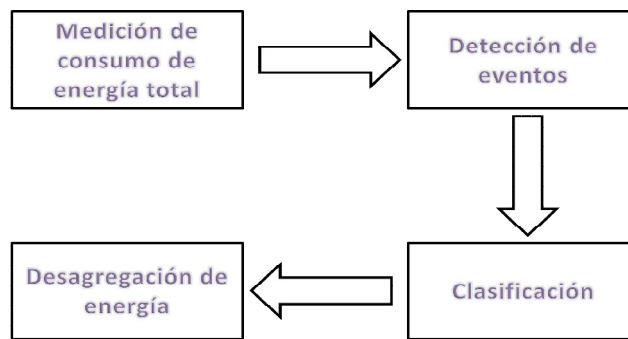 Medición de
consumo de
energía total
Detección de
eventos
Clasificación
Desagregación de
energía